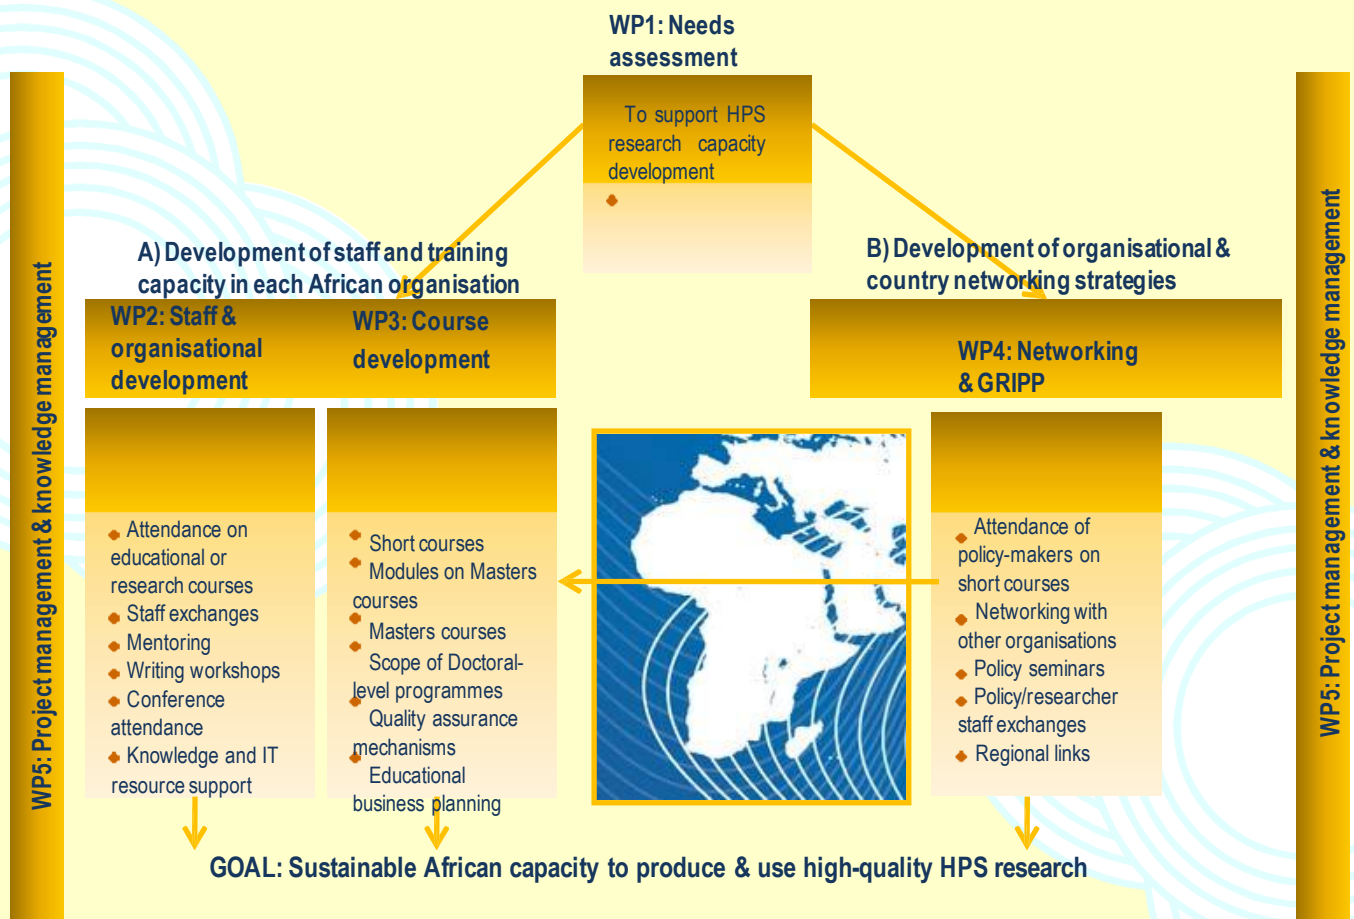 WP1: Needs
assessment
To support HPS
research capacity
development
WP5: Project management & knowledge management
A) Development of staff and training
capacity in each African organisation
B) Development of organisational &
country networking strategies
WP2: Staff &
organisational
development
WP3: Course
development
WP4: Networking
& GRIPP
Attendance on
educational or
research courses
Staff exchanges
Mentoring
Writing workshops
Conference
attendance
Knowledge and IT
resource support
Short courses
Modules on Masters
courses
Masters courses
Scope of Doctoral-
level programmes
Quality assurance
mechanisms
Educational
business planning
Attendance of
policy-makers on
short courses
Networking with
other organisations
Policy seminars
Policy/researcher
staff exchanges
Regional links
WP5: Project management & knowledge management
GOAL: Sustainable African capacity to produce & use high-quality HPS research